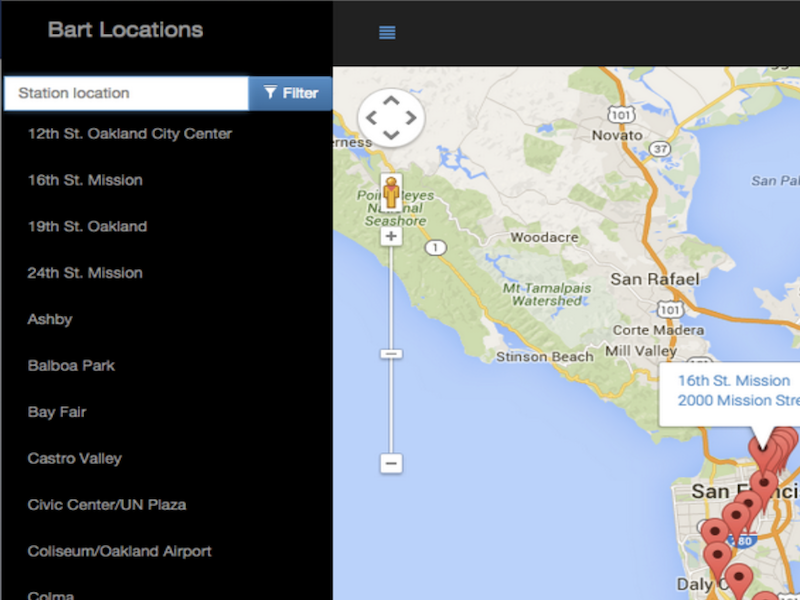 Bart Locations
Station location
Filter
12th St. Oakland City Center
16th St. Mission
19th St. Oakland
24th St. Mission
Ashby
Balboa Park
Bay Fair
Castro Valley
Civic Center/UN Plaza
Coliseum/Oakland Airport
Colma
101
Novato
37
erness
San Pa
Point Reyes
National
Seashore
1
Woodacre
San Rafael
Mt Tamalpais
Watershed
101
Corte Madera
Mill Valley
Stinson Beach
16th St. Mission
2000 Mission Stre
San Franci
280
Daly C